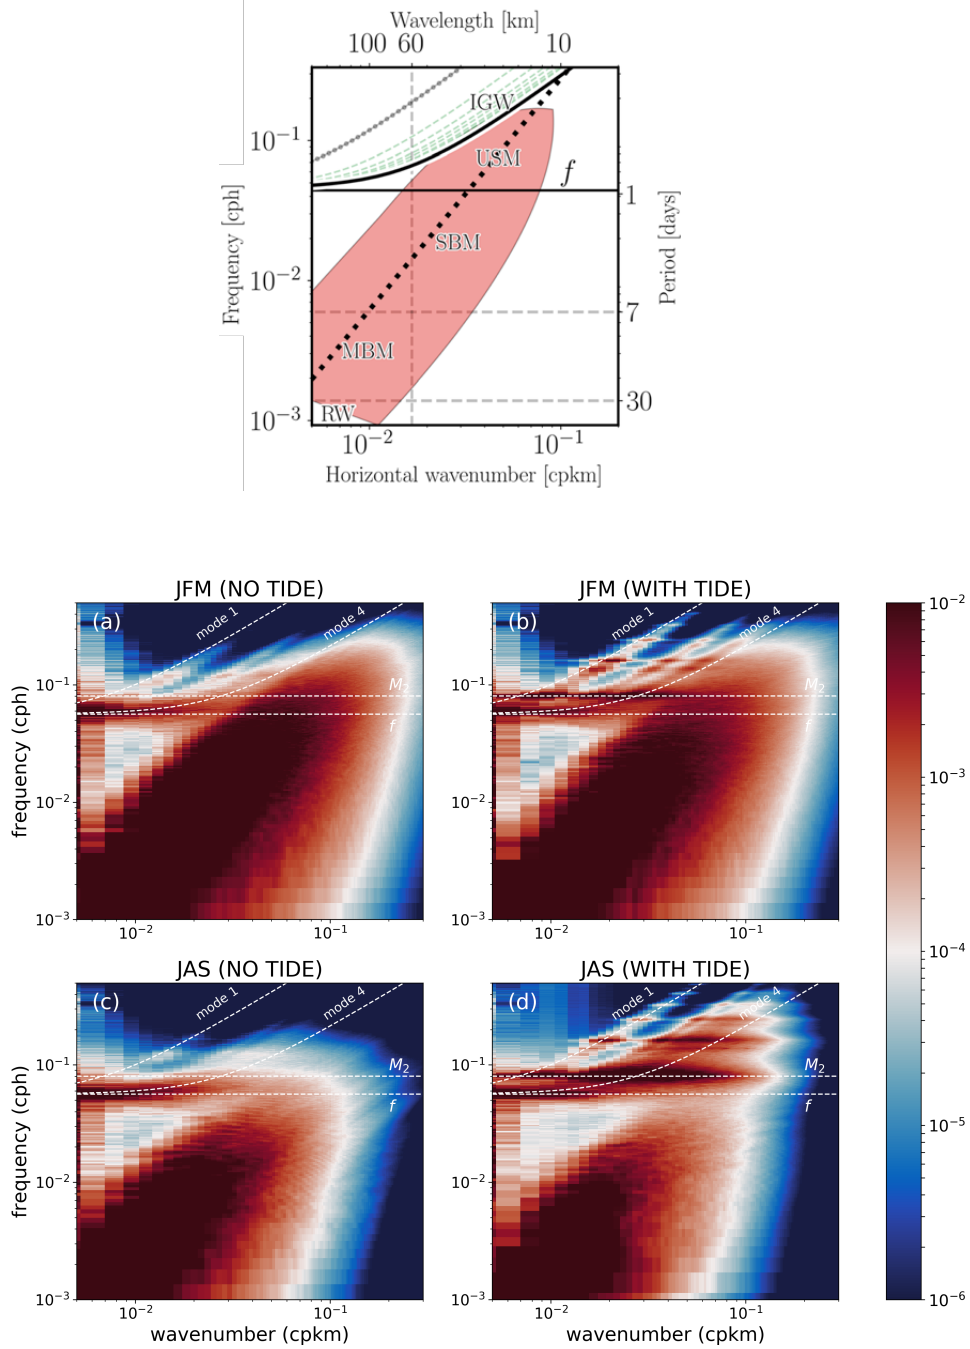 Wavelength [km]
100 60 10
IGW
10⁻¹
USM
f
1
SBM
Frequency [cph]
Period [days]
10⁻²
7
MBM
30
RW
10⁻³
10⁻² 10⁻¹
Horizontal wavenumber [cpkm]
JFM (NO TIDE) JFM (WITH TIDE)
(a) mode 1 mode 4 (b) mode 1 mode 4 10⁻²
10⁻¹ M₂ 10⁻¹ M₂
f f
frequency (cph)
10⁻² 10⁻² 10⁻³
10⁻³ 10⁻³
10⁻² 10⁻¹ 10⁻² 10⁻¹
10⁻⁴
JAS (NO TIDE) JAS (WITH TIDE)
(c) mode 1 mode 4 (d) mode 1 mode 4
10⁻¹ M₂ 10⁻¹ M₂
f f
10⁻⁵
frequency (cph)
10⁻² 10⁻²
10⁻³ 10⁻³ 10⁻⁶
10⁻² 10⁻¹ 10⁻² 10⁻¹
wavenumber (cpkm) wavenumber (cpkm)